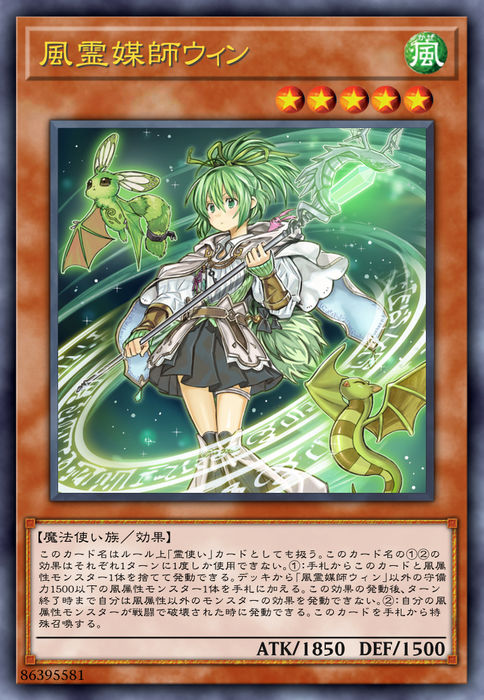 風霊媒師ウィン
かぜ
風
【魔法使い族/効果】
このカード名はルール上「霊使い」カードとしても扱う。このカード名の①②の
効果はそれぞれ1ターンに1度しか使用できない。①:手札からこのカードと風属
性モンスター1体を捨てて発動できる。デッキから「風霊媒師ウィン」以外の守備
力1500以下の風属性モンスター1体を手札に加える。この効果の発動後、ターン
終了時まで自分は風属性以外のモンスターの効果を発動できない。②:自分の風
属性モンスターが戦闘で破壊された時に発動できる。このカードを手札から特
殊召喚する。
ATK/1850 DEF/1500
86395581